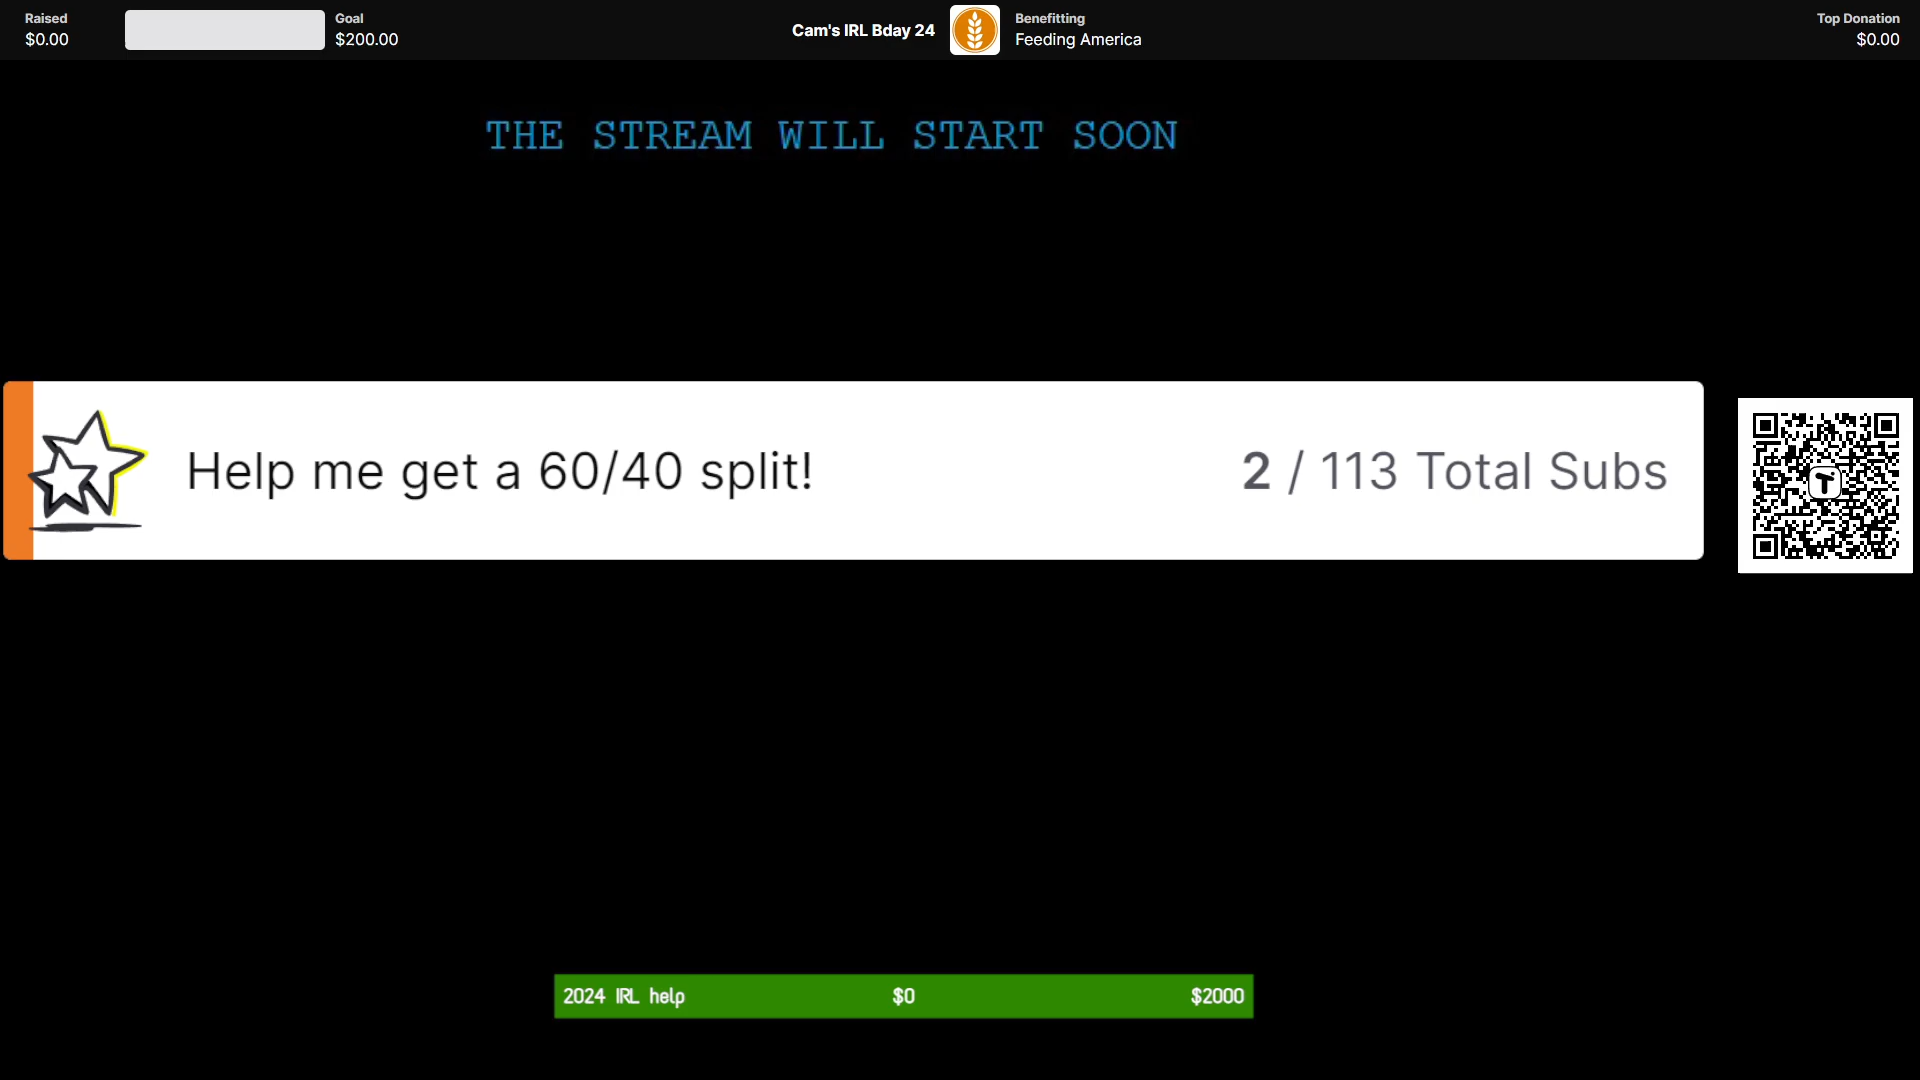 Raised
$0.00
Goal
$200.00
Cam's IRL Bday 24
Benefitting
Feeding America
Top Donation
$0.00
THE STREAM WILL START SOON
Help me get a 60/40 split!
2 / 113 Total Subs
T
2024 IRL help $0 $2000